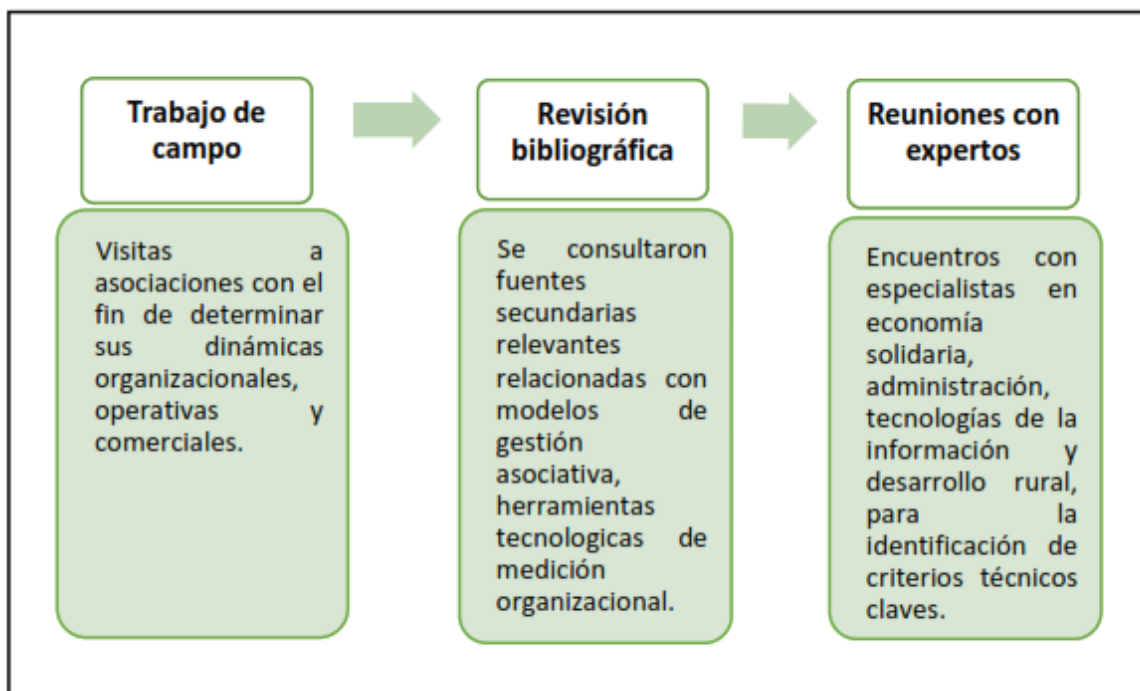 Trabajo de
campo
Visitas a
asociaciones con el
fin de determinar
sus dinámicas
organizacionales,
operativas y
comerciales.
Revisión
bibliográfica
Se consultaron
fuentes
secundarias
relevantes
relacionadas con
modelos de
gestión
asociativa,
herramientas
tecnologicas de
medición
organizacional.
Reuniones con
expertos
Encuentros con
especialistas en
economía
solidaria,
administración,
tecnologías de la
información y
desarrollo rural,
para la
identificación de
criterios técnicos
claves.